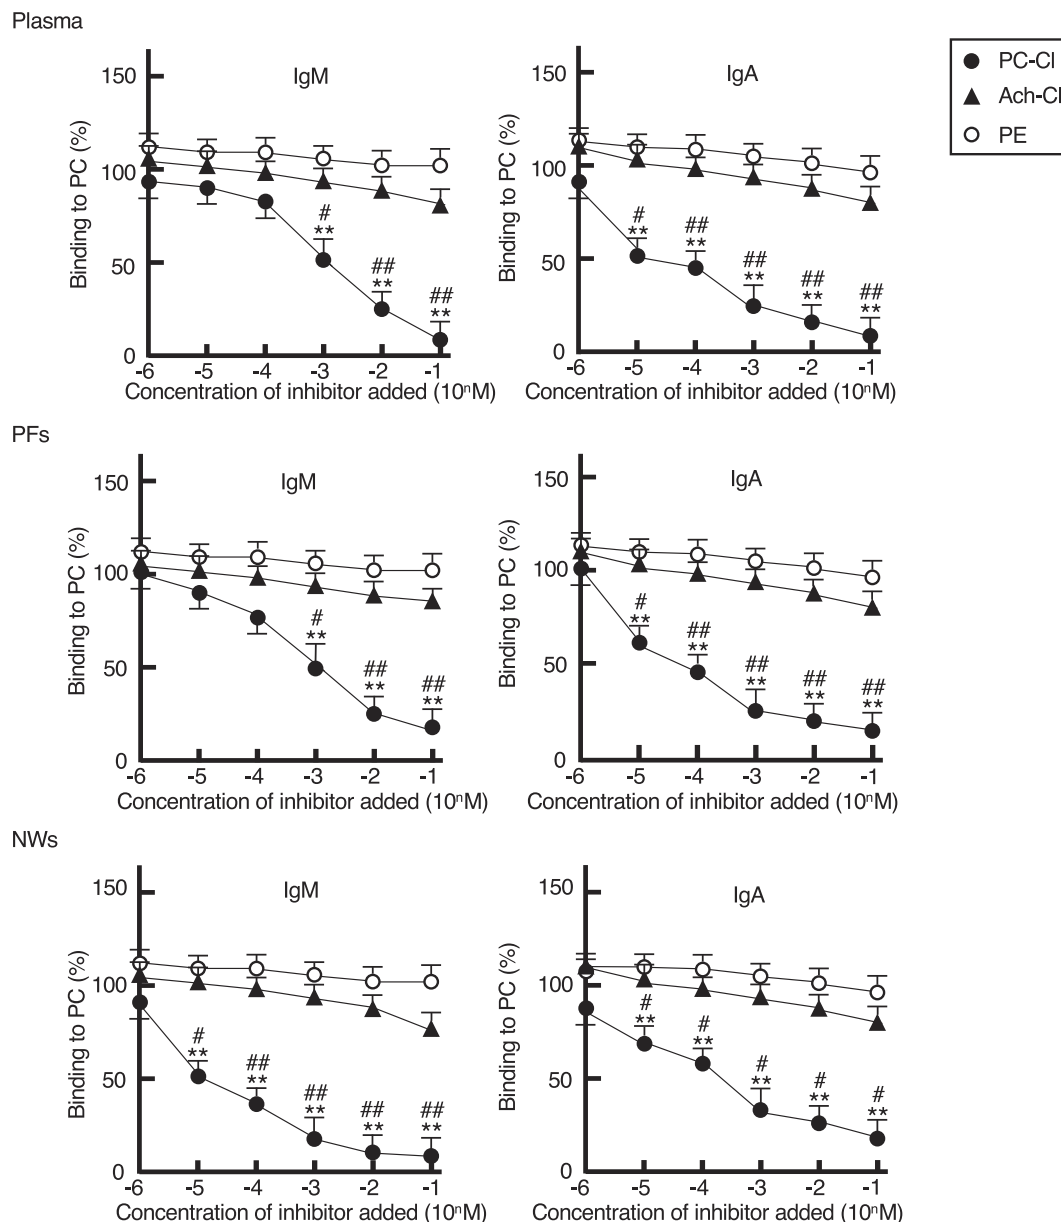 Plasma
IgM
IgA
PC-Cl
Ach-Cl
PE
Binding to PC (%)
150
100
50
0
-6 -5 -4 -3 -2 -1
# ## ##
** ** **
Concentration of inhibitor added (10ⁿM)
Binding to PC (%)
150
100
50
0
-6 -5 -4 -3 -2 -1
# ## ## ## ##
** ** ** ** **
Concentration of inhibitor added (10ⁿM)
PFs
IgM
IgA
Binding to PC (%)
150
100
50
0
-6 -5 -4 -3 -2 -1
# ## ##
** ** **
Concentration of inhibitor added (10ⁿM)
Binding to PC (%)
150
100
50
0
-6 -5 -4 -3 -2 -1
# ## ## ## ##
** ** ** ** **
Concentration of inhibitor added (10ⁿM)
NWs
IgM
IgA
Binding to PC (%)
150
100
50
0
-6 -5 -4 -3 -2 -1
# ## ## ## ##
** ** ** ** **
Concentration of inhibitor added (10ⁿM)
Binding to PC (%)
150
100
50
0
-6 -5 -4 -3 -2 -1
# # # # #
** ** ** ** **
Concentration of inhibitor added (10ⁿM)